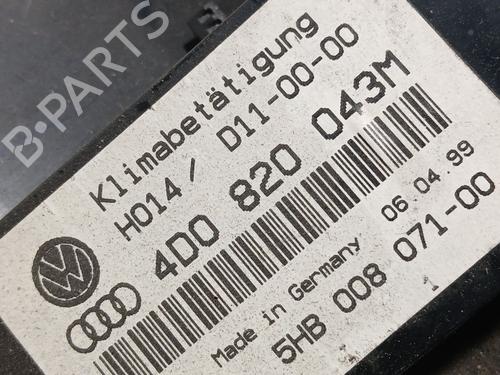 B-PARTS
Klimabetätigung
H014/ D11-00-00
4D0 820 043M
06.04.99
Made in Germany
5HB 008 071-00
1